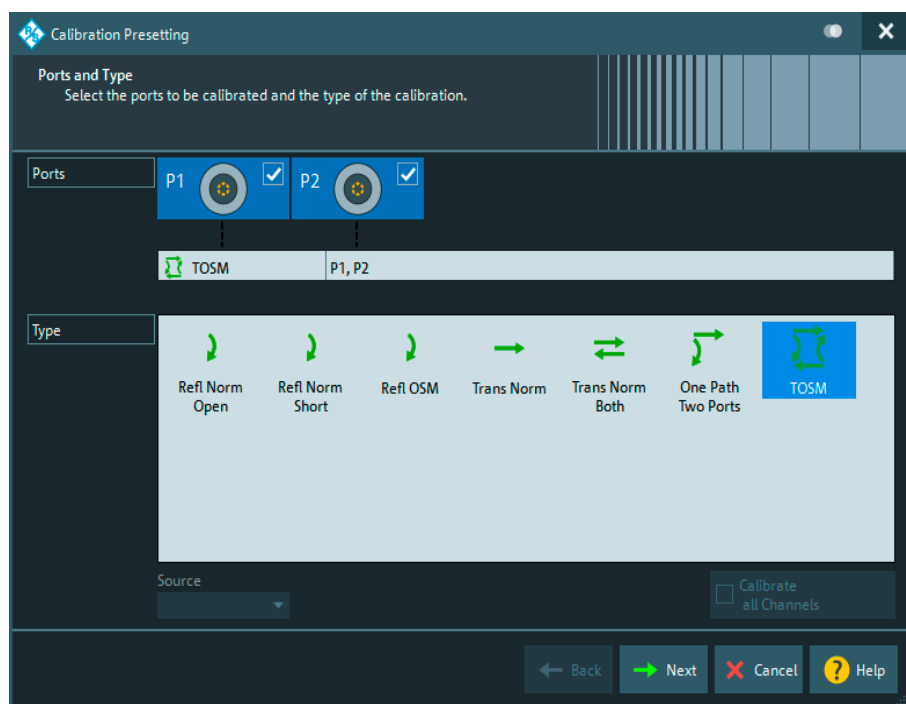 Calibration Presetting
Ports and Type
Select the ports to be calibrated and the type of the calibration.
Ports
P1
P2
TOSM
P1, P2
Type
Refl Norm
Open
Refl Norm
Short
Refl OSM
Trans Norm
Trans Norm
Both
One Path
Two Ports
TOSM
Source
Calibrate
all Channels
Back
Next
Cancel
? Help